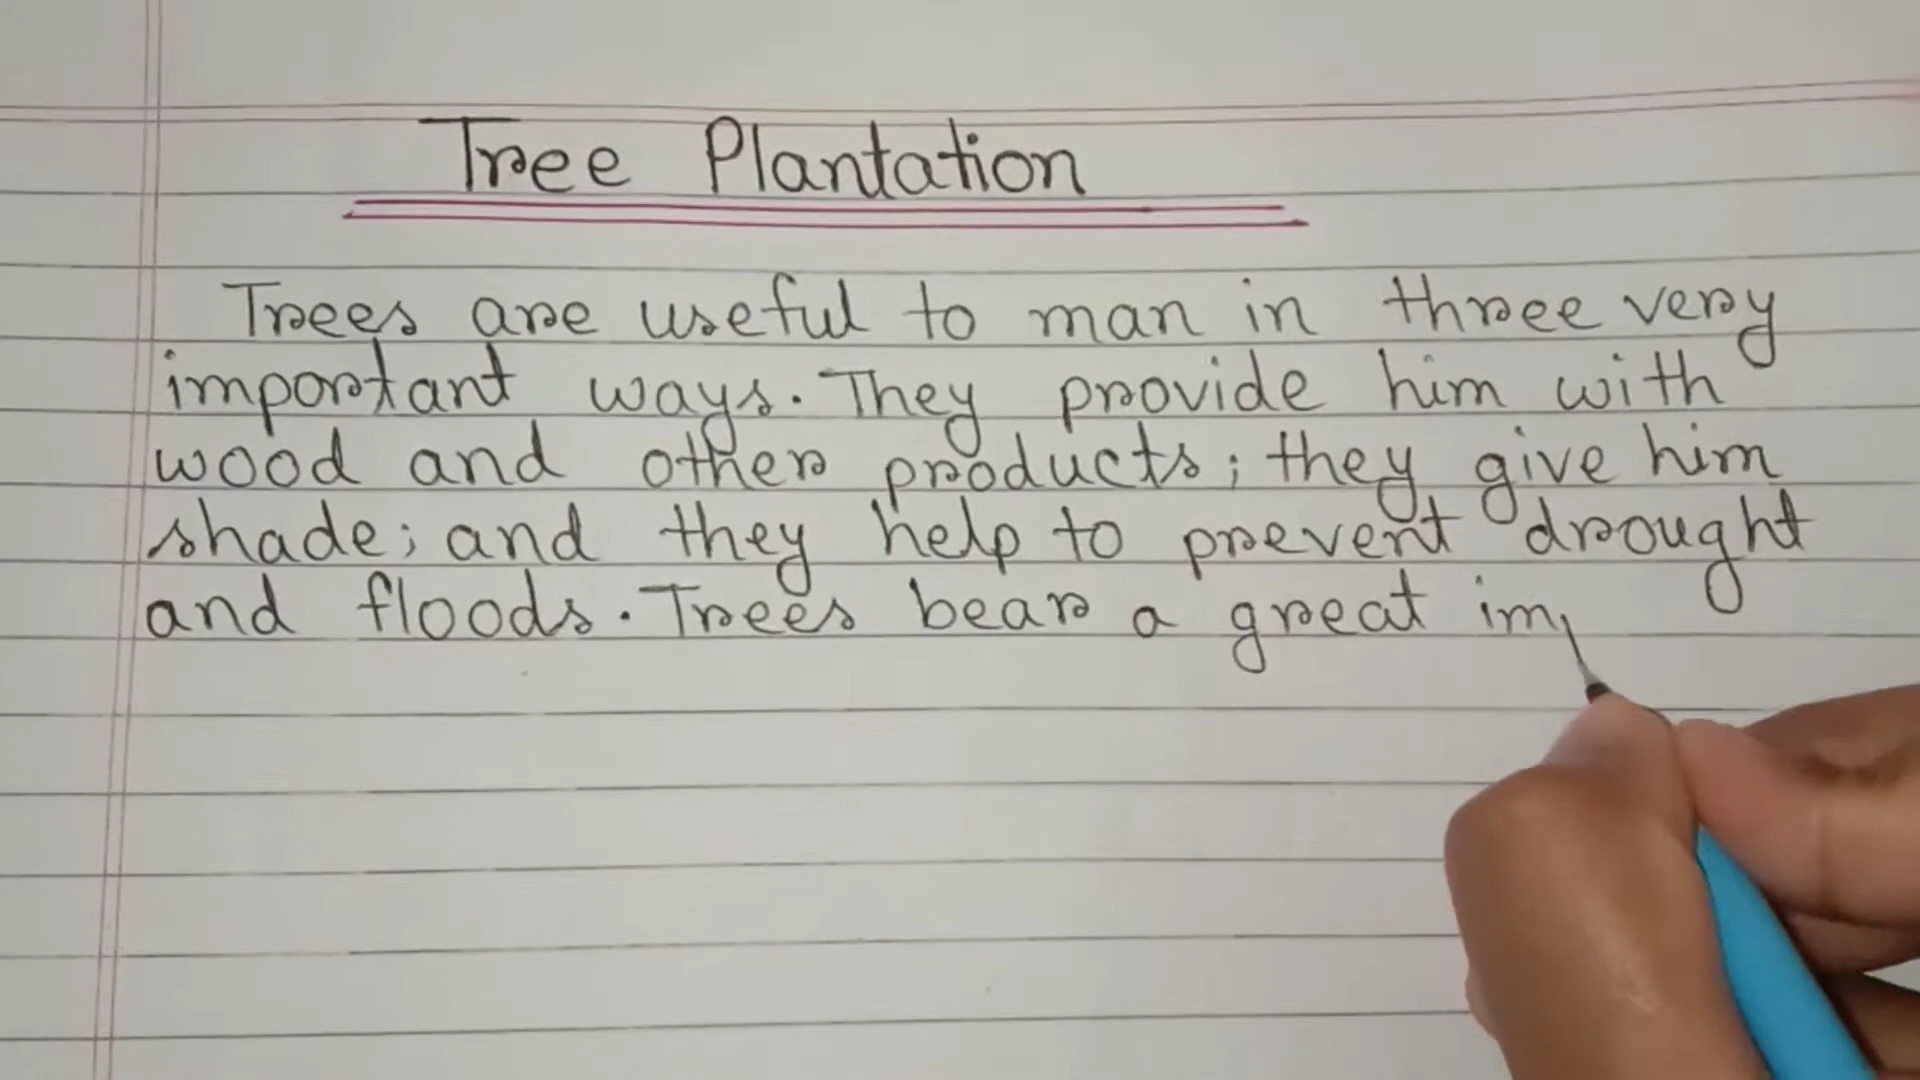 Tree Plantation
Trees are useful to man in three very
important ways. They provide him with
wood and other products; they give him
shade; and they help to prevent drought
and floods. Trees bear a great im